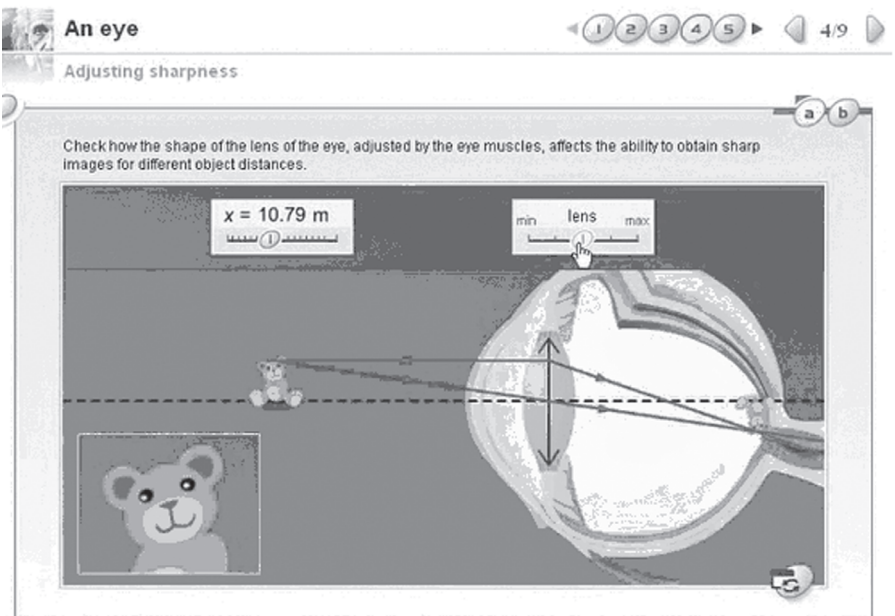 An eye
1 2 3 4 5
4/9
Adjusting sharpness
a b
Check how the shape of the lens of the eye, adjusted by the eye muscles, affects the ability to obtain sharp
images for different object distances.
x = 10.79 m
min lens max